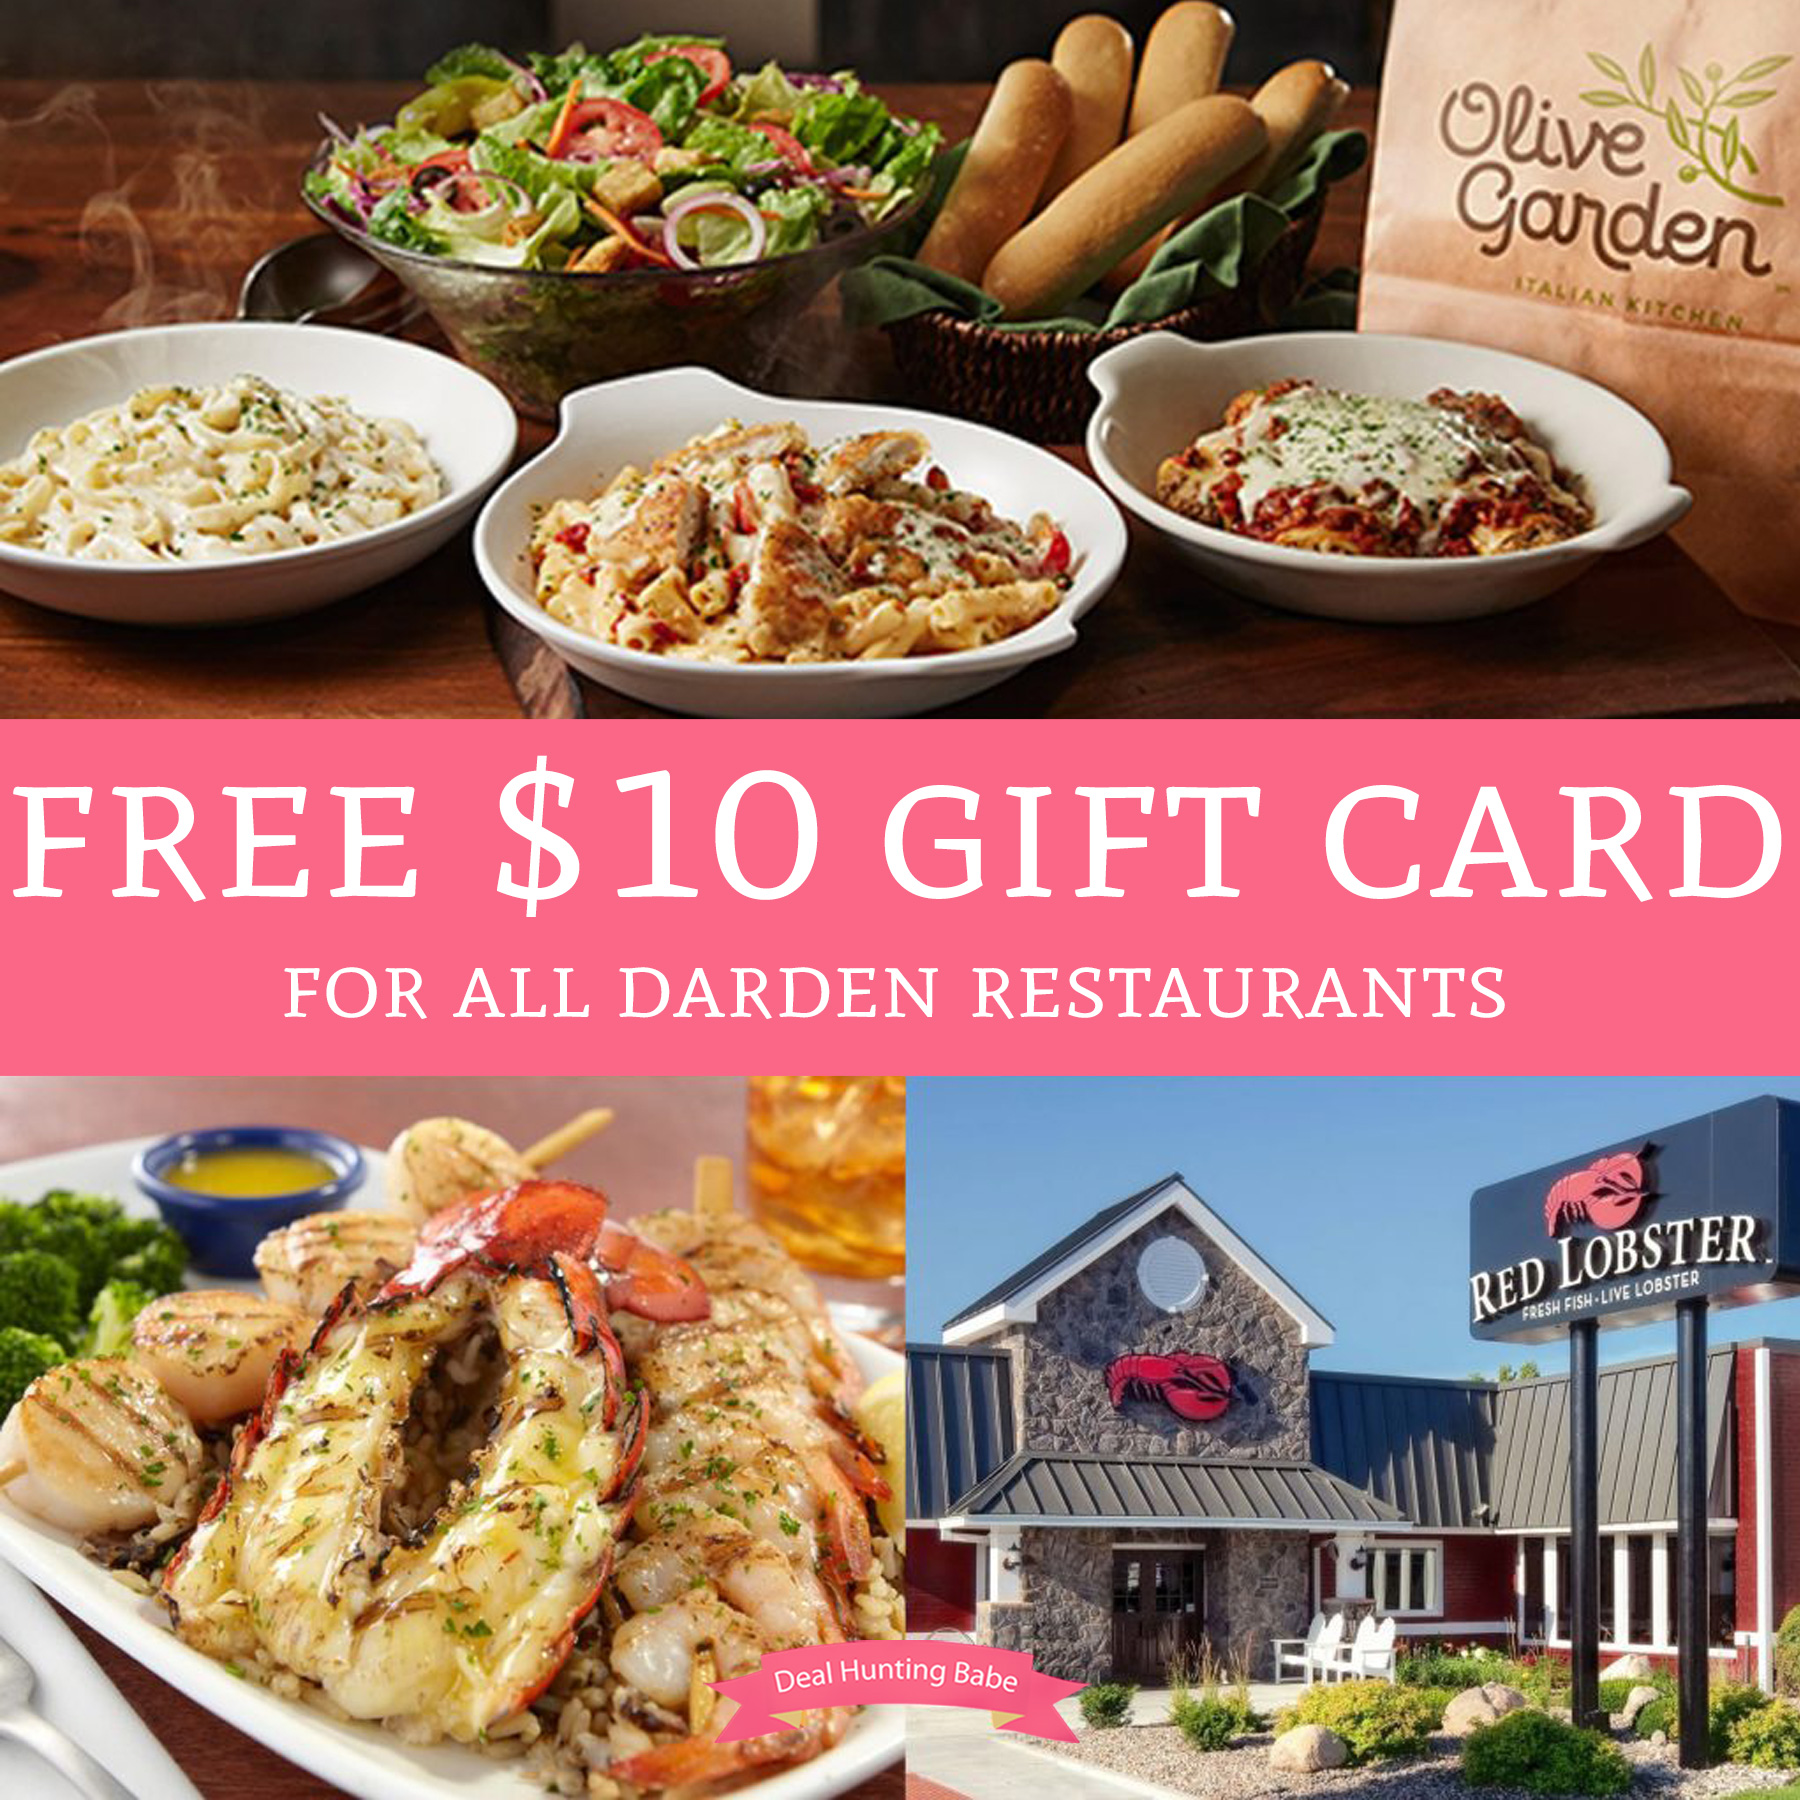 Olive
Garden
ITALIAN KITCHEN
FREE $10 GIFT CARD
FOR ALL DARDEN RESTAURANTS
RED LOBSTER
FRESH FISH·LIVE LOBSTER
Deal Hunting Babe